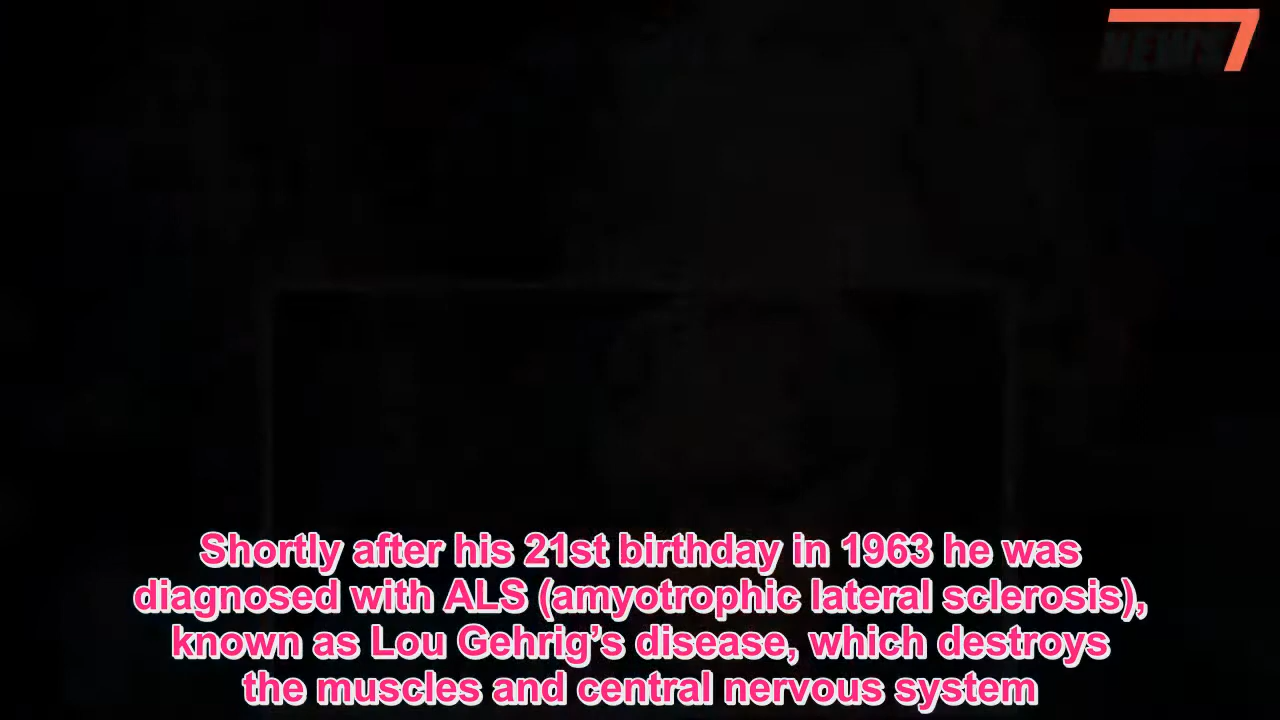 NEWS7
Shortly after his 21st birthday in 1963 he was
diagnosed with ALS (amyotrophic lateral sclerosis),
known as Lou Gehrig’s disease, which destroys
the muscles and central nervous system